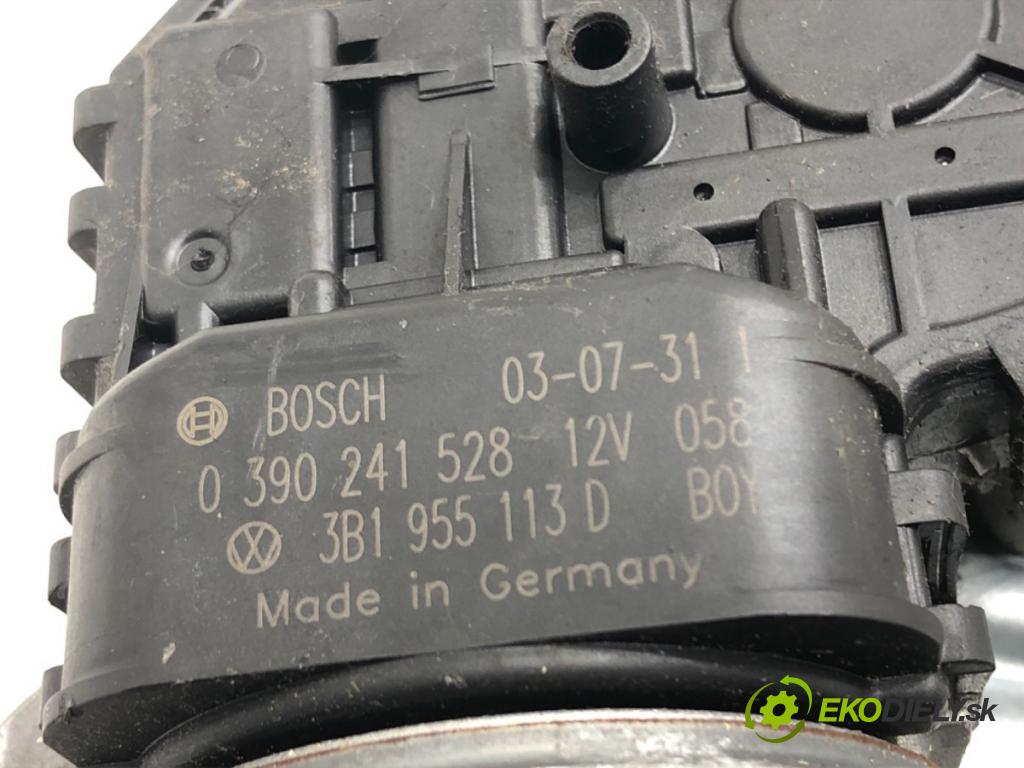 BOSCH 03-07-31 1
0 390 241 528 12V 058
3B1 955 113 D BOY
Made in Germany
EKODIELY.sk